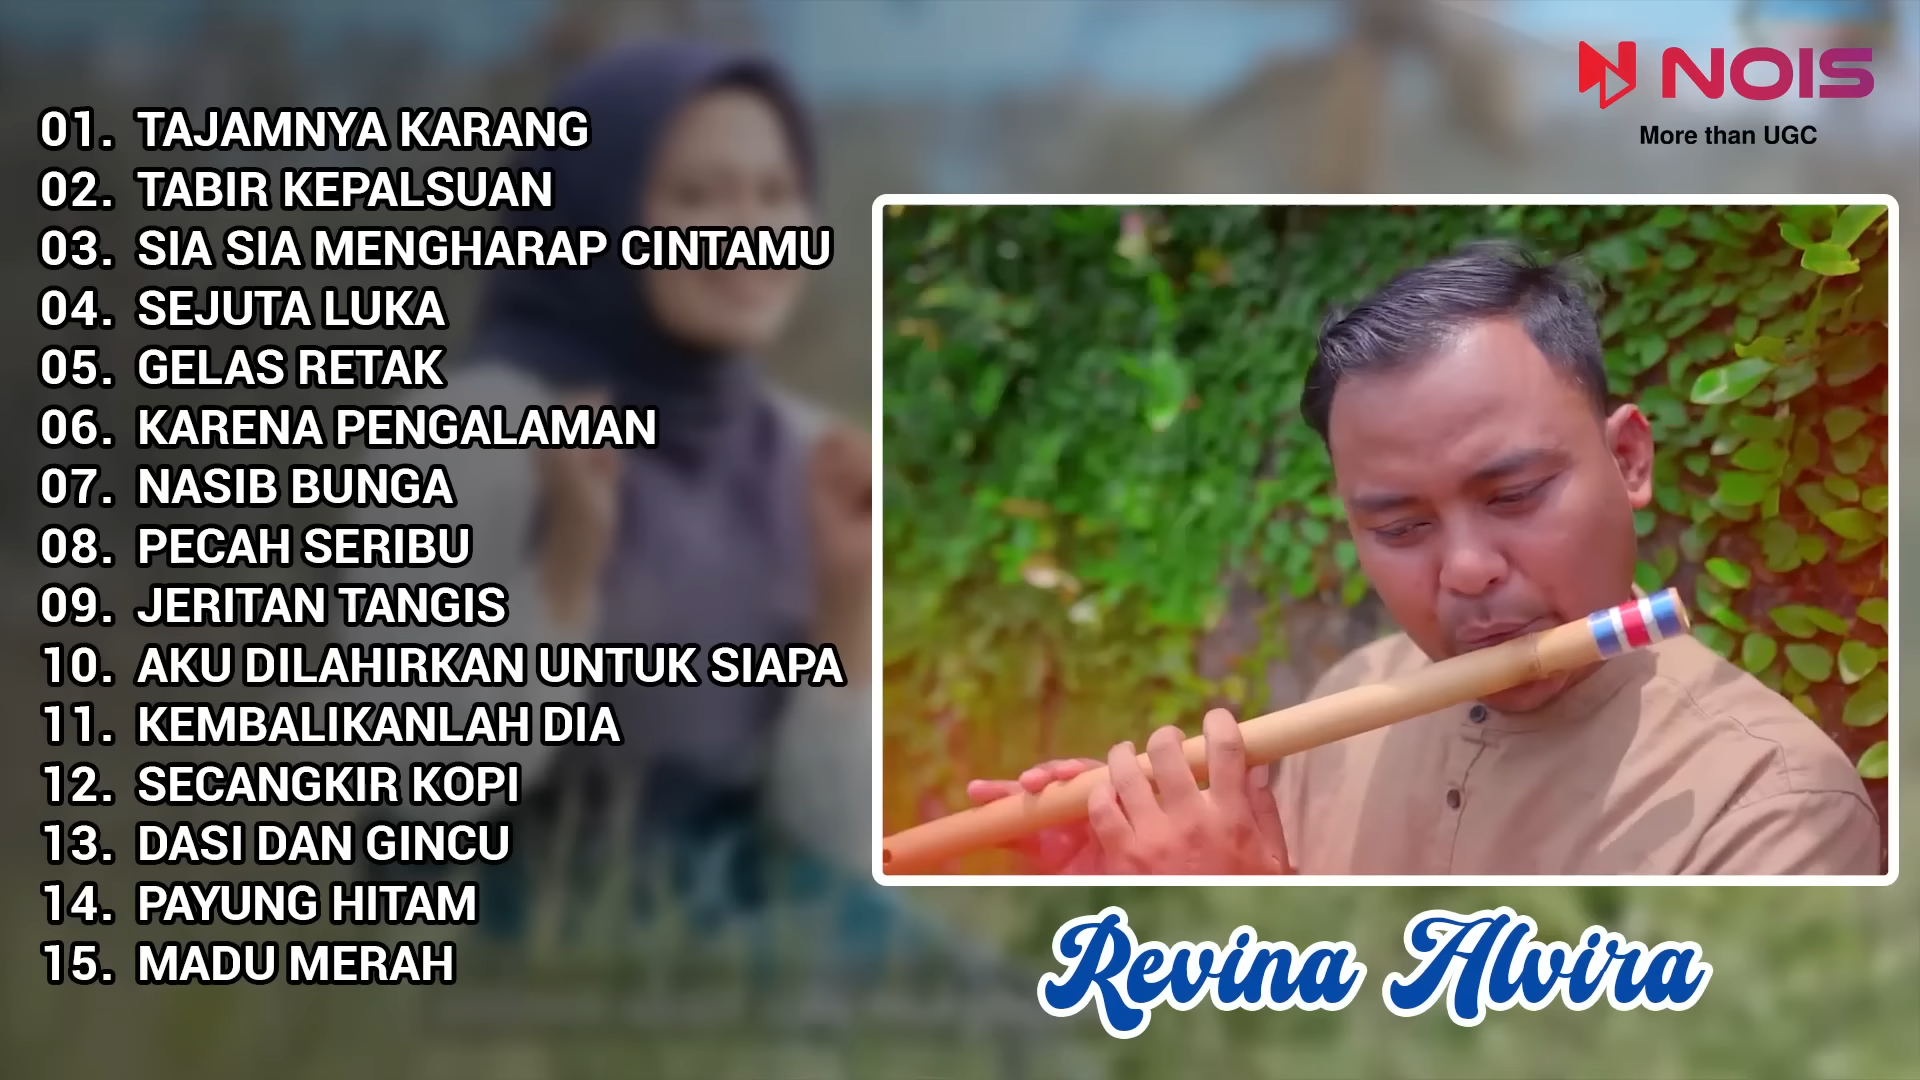 01. TAJAMNYA KARANG
02. TABIR KEPALSUAN
03. SIA SIA MENGHARAP CINTAMU
04. SEJUTA LUKA
05. GELAS RETAK
06. KARENA PENGALAMAN
07. NASIB BUNGA
08. PECAH SERIBU
09. JERITAN TANGIS
10. AKU DILAHIRKAN UNTUK SIAPA
11. KEMBALIKANLAH DIA
12. SECANGKIR KOPI
13. DASI DAN GINCU
14. PAYUNG HITAM
15. MADU MERAH
NOIS
More than UGC
Revina Alvira